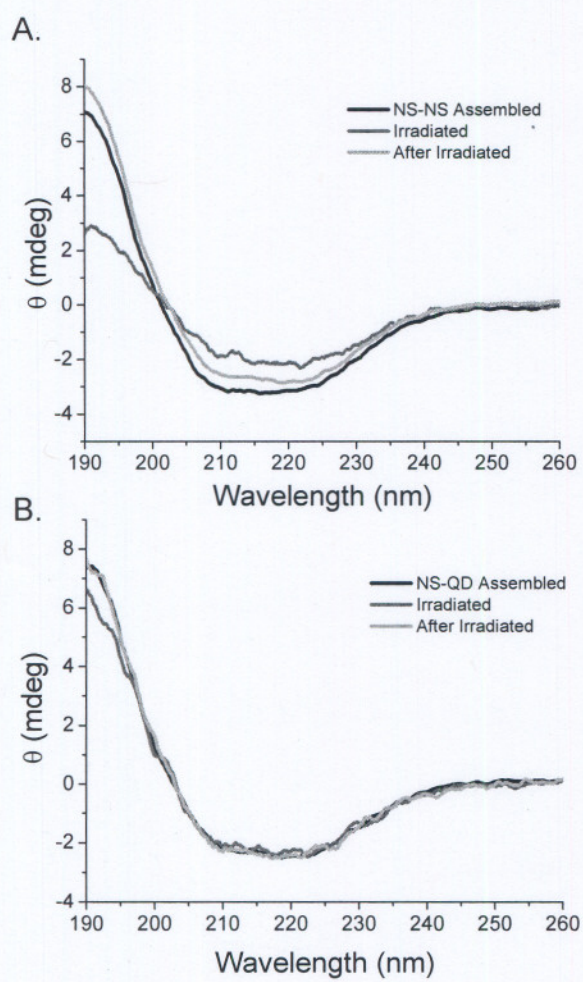 A.
8
6
4
2
0
-2
-4
θ (mdeg)
NS-NS Assembled
Irradiated
After Irradiated
190 200 210 220 230 240 250 260
Wavelength (nm)
B.
8
6
4
2
0
-2
-4
θ (mdeg)
NS-QD Assembled
Irradiated
After Irradiated
190 200 210 220 230 240 250 260
Wavelength (nm)